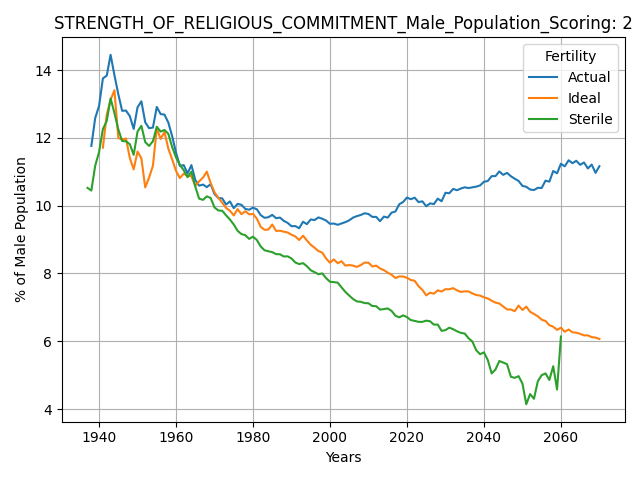 STRENGTH_OF_RELIGIOUS_COMMITMENT_Male_Population_Scoring: 2
Fertility
Actual
Ideal
Sterile
% of Male Population
14
12
10
8
6
4
1940 1960 1980 2000 2020 2040 2060
Years